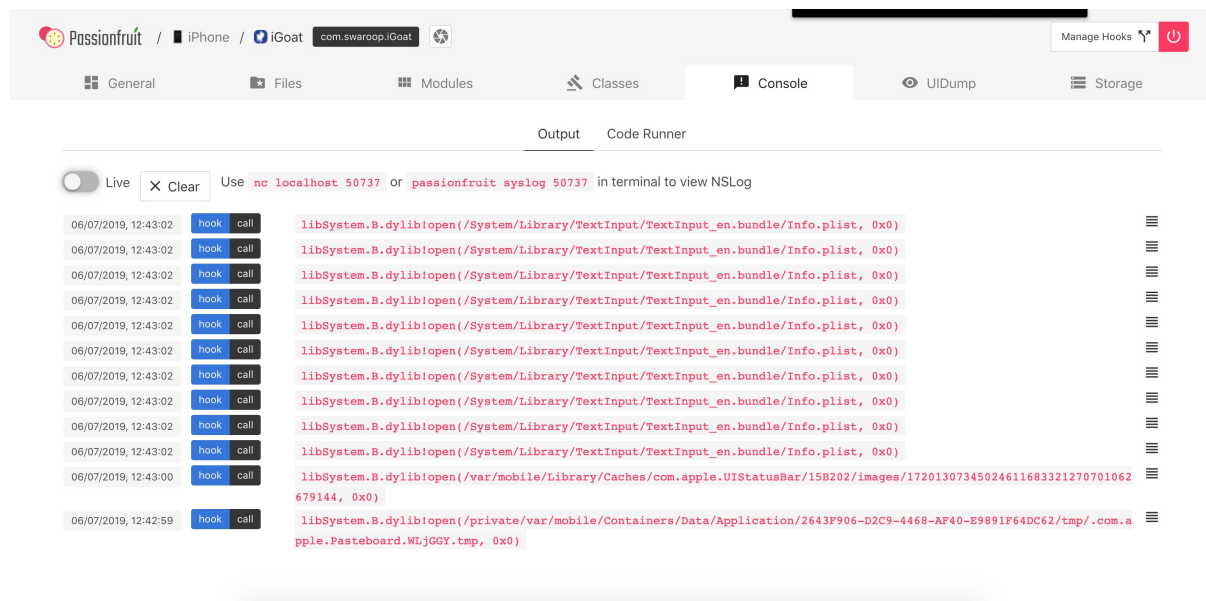 Passionfruit / iPhone / iGoat com.swaroop.iGoat Manage Hooks
General Files Modules Classes Console UIDump Storage
Output Code Runner
Live Clear Use nc localhost 50737 or passionfruit syslog 50737 in terminal to view NSLog
06/07/2019, 12:43:02 hook call libSystem.B.dylib!open(/System/Library/TextInput/TextInput_en.bundle/Info.plist, 0x0)
06/07/2019, 12:43:02 hook call libSystem.B.dylib!open(/System/Library/TextInput/TextInput_en.bundle/Info.plist, 0x0)
06/07/2019, 12:43:02 hook call libSystem.B.dylib!open(/System/Library/TextInput/TextInput_en.bundle/Info.plist, 0x0)
06/07/2019, 12:43:02 hook call libSystem.B.dylib!open(/System/Library/TextInput/TextInput_en.bundle/Info.plist, 0x0)
06/07/2019, 12:43:02 hook call libSystem.B.dylib!open(/System/Library/TextInput/TextInput_en.bundle/Info.plist, 0x0)
06/07/2019, 12:43:02 hook call libSystem.B.dylib!open(/System/Library/TextInput/TextInput_en.bundle/Info.plist, 0x0)
06/07/2019, 12:43:02 hook call libSystem.B.dylib!open(/System/Library/TextInput/TextInput_en.bundle/Info.plist, 0x0)
06/07/2019, 12:43:02 hook call libSystem.B.dylib!open(/System/Library/TextInput/TextInput_en.bundle/Info.plist, 0x0)
06/07/2019, 12:43:02 hook call libSystem.B.dylib!open(/System/Library/TextInput/TextInput_en.bundle/Info.plist, 0x0)
06/07/2019, 12:43:02 hook call libSystem.B.dylib!open(/System/Library/TextInput/TextInput_en.bundle/Info.plist, 0x0)
06/07/2019, 12:43:00 hook call libSystem.B.dylib!open(/var/mobile/Library/Caches/com.apple.UIStatusBar/15B202/images/17201307345024611683321270701062
679144, 0x0)
06/07/2019, 12:42:59 hook call libSystem.B.dylib!open(/private/var/mobile/Containers/Data/Application/2643F906-D2C9-4468-AF40-E9891F64DC62/tmp/.com.a
pple.Pasteboard.WLjGGY.tmp, 0x0)